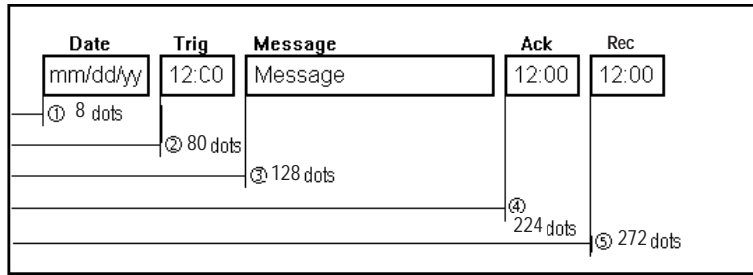 Date Trig Message Ack Rec
mm/dd/yy 12:C0 Message 12:00 12:00
① 8 dots
② 80 dots
③ 128 dots
④
224 dots
⑤ 272 dots